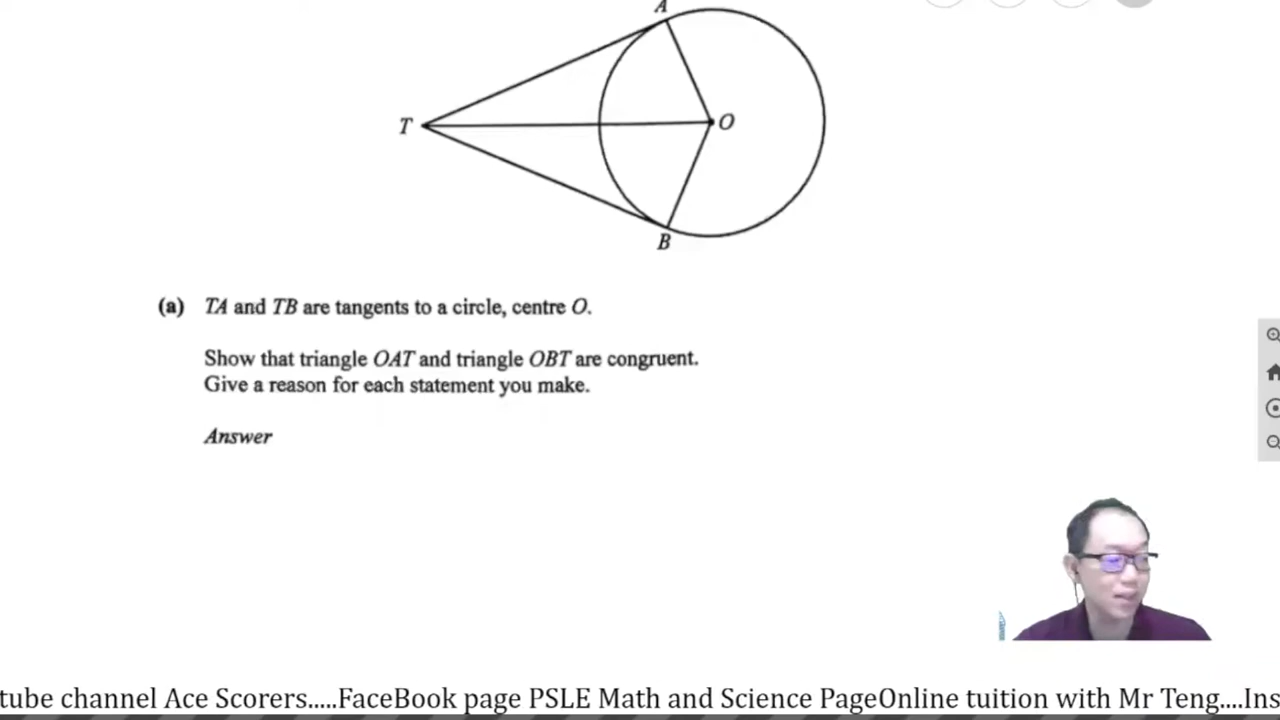 A
T
O
B
(a) TA and TB are tangents to a circle, centre O.
Show that triangle OAT and triangle OBT are congruent.
Give a reason for each statement you make.
Answer
tube channel Ace Scorers.....FaceBook page PSLE Math and Science PageOnline tuition with Mr Teng....Ins